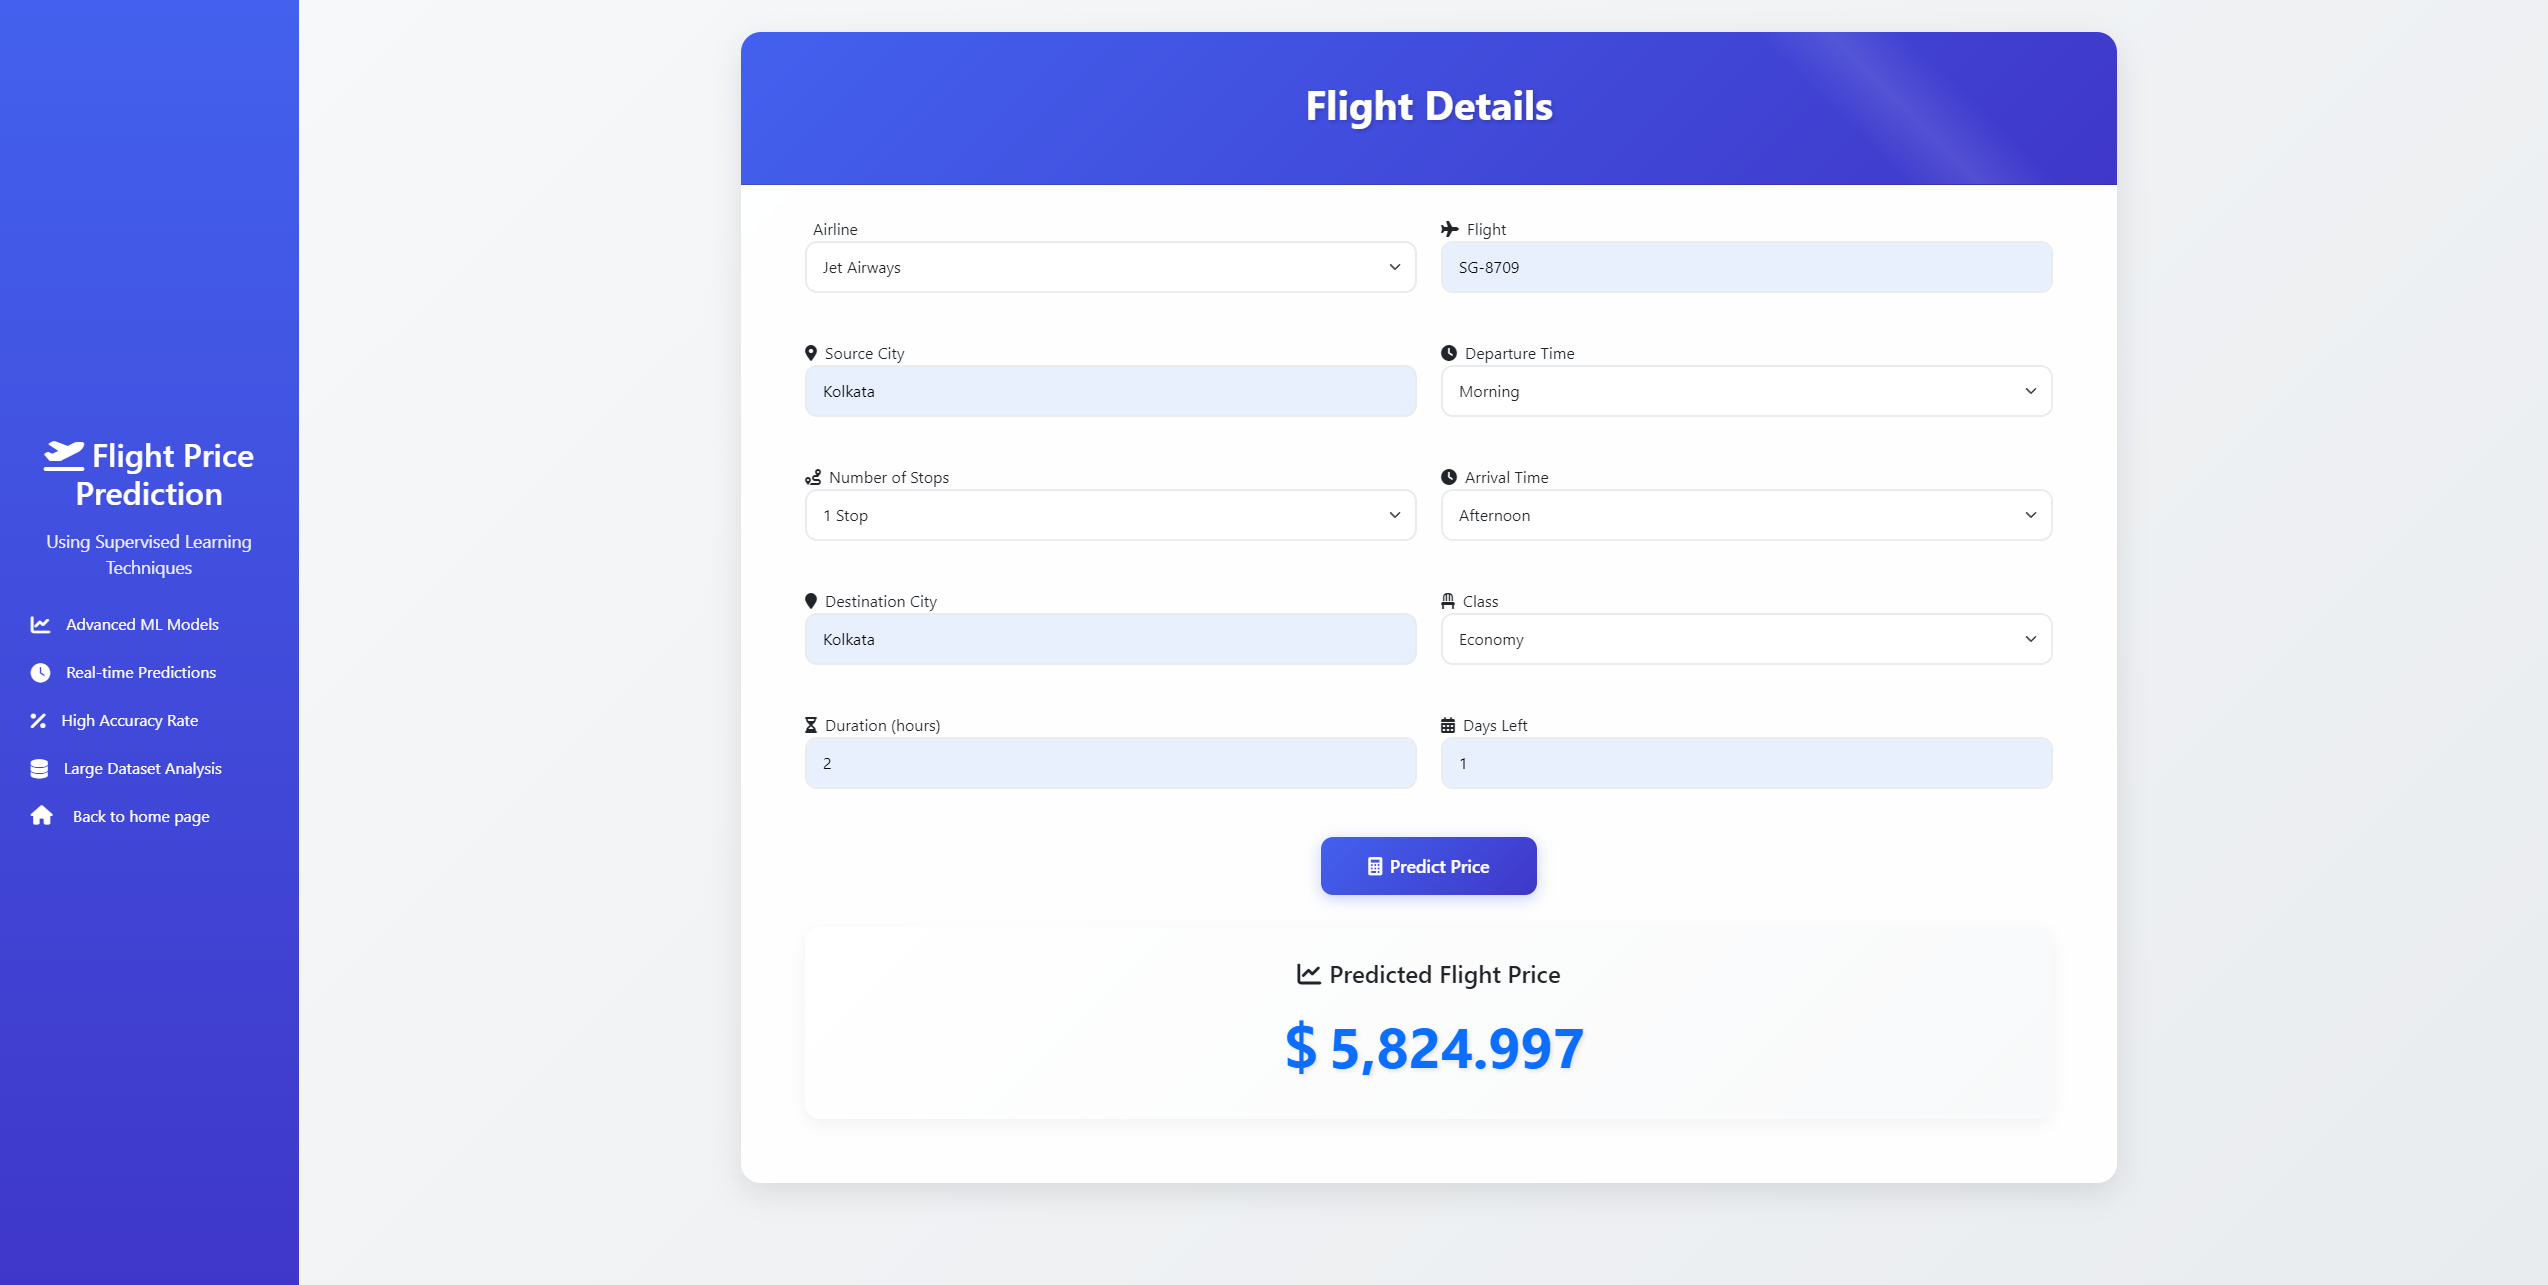 Flight Price
Prediction
Using Supervised Learning
Techniques
Advanced ML Models
Real-time Predictions
High Accuracy Rate
Large Dataset Analysis
Back to home page
Flight Details
Airline
Jet Airways
Flight
SG-8709
Source City
Kolkata
Departure Time
Morning
Number of Stops
1 Stop
Arrival Time
Afternoon
Destination City
Kolkata
Class
Economy
Duration (hours)
2
Days Left
1
Predict Price
Predicted Flight Price
$ 5,824.997